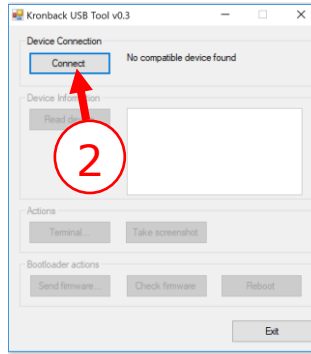 Kronback USB Tool v0.3
Device Connection
Connect
No compatible device found
Device Information
Read
2
Actions
Terminal...
Take screenshot
Bootloader actions
Send firmware...
Check firmware
Reboot
Exit